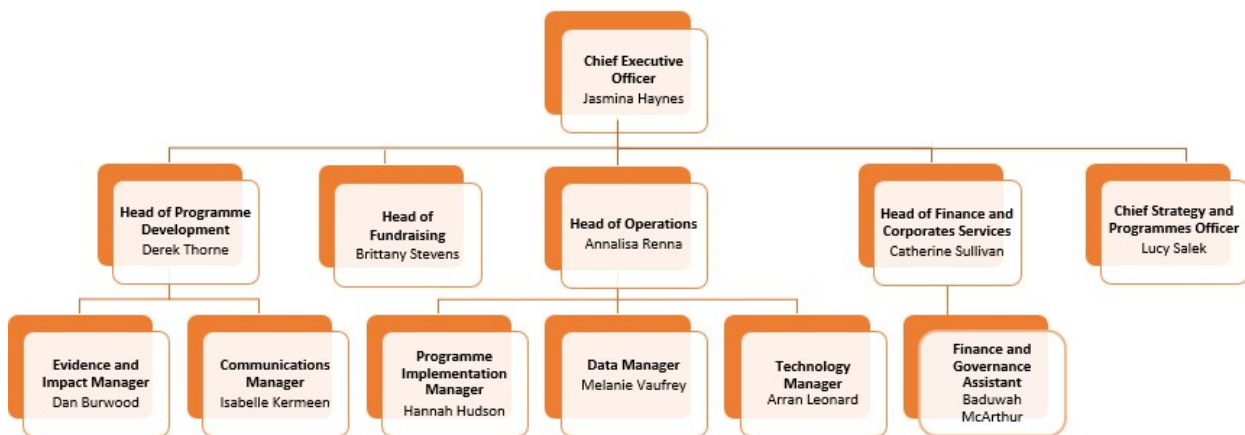 Chief Executive
Officer
Jasmina Haynes
Head of Programme
Development
Derek Thorne
Head of
Fundraising
Brittany Stevens
Head of Operations
Annalisa Renna
Head of Finance and
Corporates Services
Catherine Sullivan
Chief Strategy and
Programmes Officer
Lucy Salek
Evidence and
Impact Manager
Dan Burwood
Communications
Manager
Isabelle Kermeen
Programme
Implementation
Manager
Hannah Hudson
Data Manager
Melanie Vaufrey
Technology
Manager
Arran Leonard
Finance and
Governance
Assistant
Baduwah
McArthur